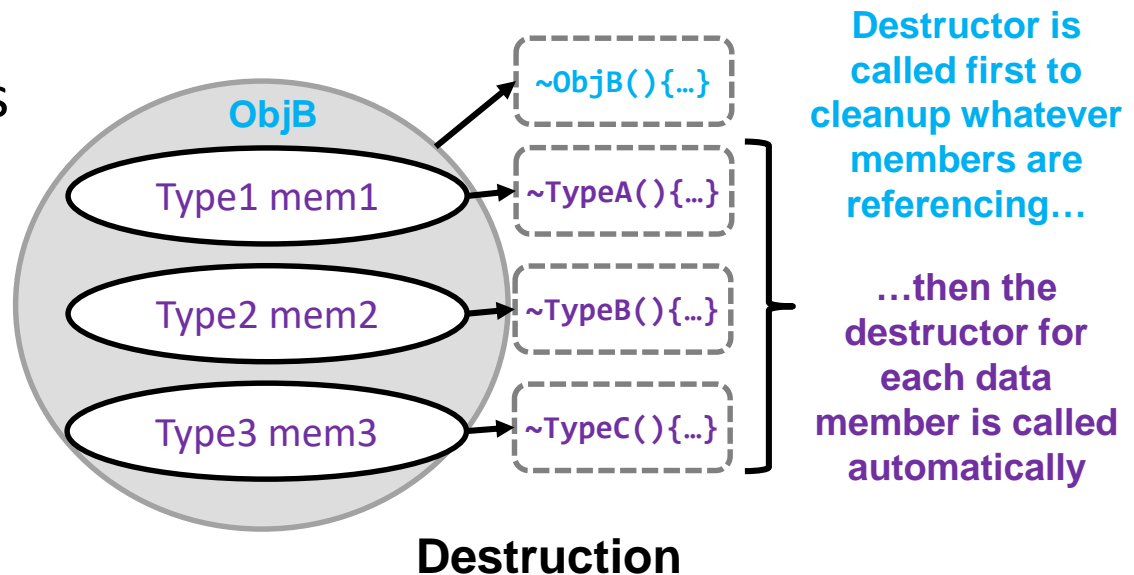 s
ObjB
Type1 mem1
Type2 mem2
Type3 mem3
~ObjB(){…}
~TypeA(){…}
~TypeB(){…}
~TypeC(){…}
Destructor is
called first to
cleanup whatever
members are
referencing…
…then the
destructor for
each data
member is called
automatically
Destruction